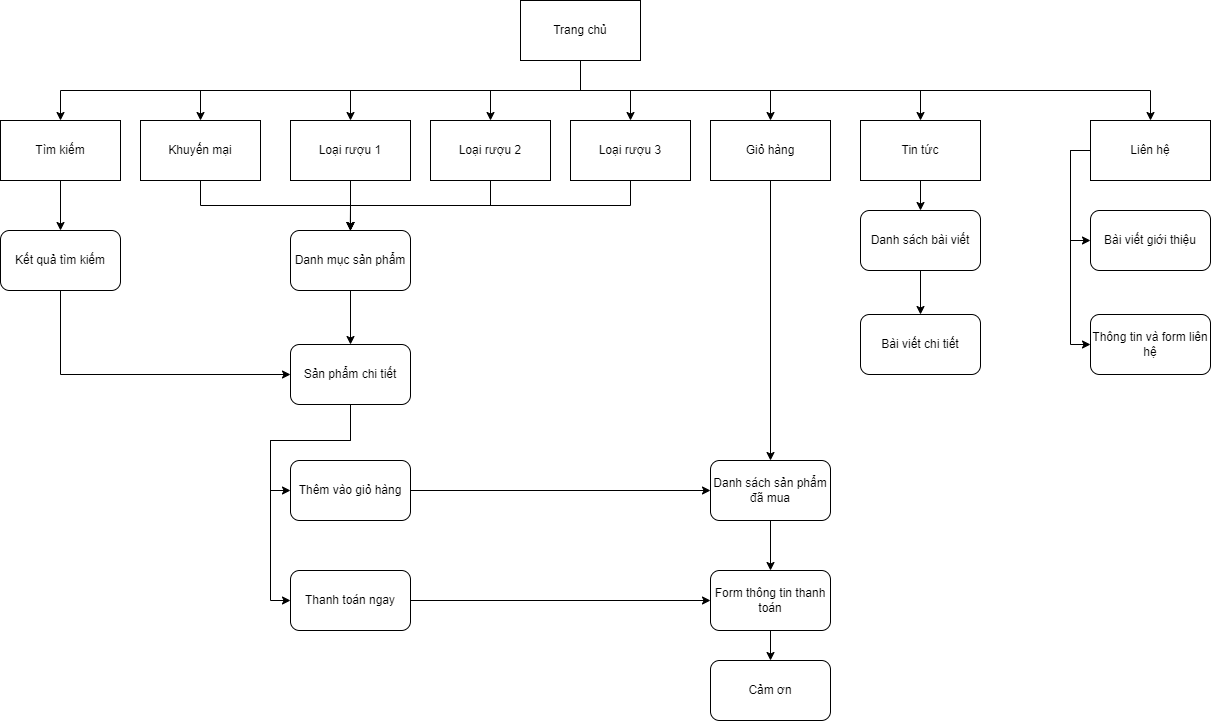 Trang chủ
Tìm kiếm
Khuyến mại
Loại rượu 1
Loại rượu 2
Loại rượu 3
Giỏ hàng
Tin tức
Liên hệ
Kết quả tìm kiếm
Danh mục sản phẩm
Danh sách bài viết
Bài viết giới thiệu
Sản phẩm chi tiết
Bài viết chi tiết
Thông tin và form liên
hệ
Thêm vào giỏ hàng
Danh sách sản phẩm
đã mua
Thanh toán ngay
Form thông tin thanh
toán
Cảm ơn